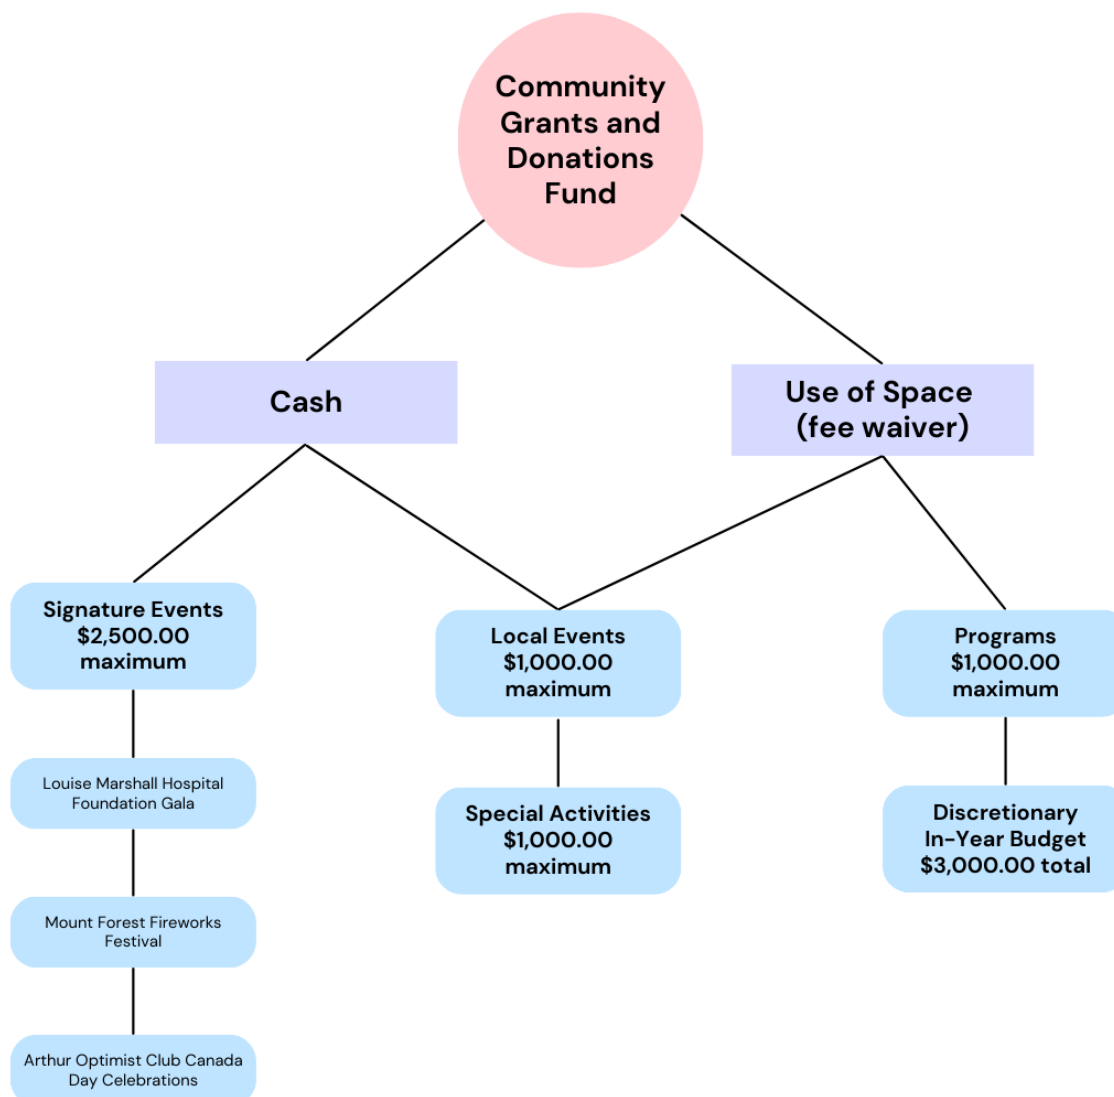 Community
Grants and
Donations
Fund
Cash
Use of Space
(fee waiver)
Signature Events
$2,500.00
maximum
Local Events
$1,000.00
maximum
Programs
$1,000.00
maximum
Louise Marshall Hospital
Foundation Gala
Special Activities
$1,000.00
maximum
Discretionary
In-Year Budget
$3,000.00 total
Mount Forest Fireworks
Festival
Arthur Optimist Club Canada
Day Celebrations